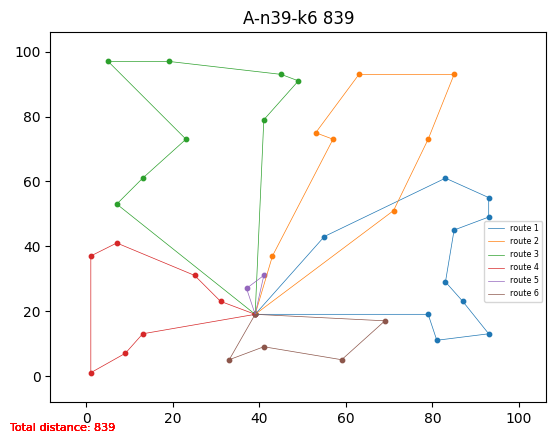 A-n39-k6 839
100
80
60
40
20
0
route 1
route 2
route 3
route 4
route 5
route 6
0 20 40 60 80 100
Total distance: 839